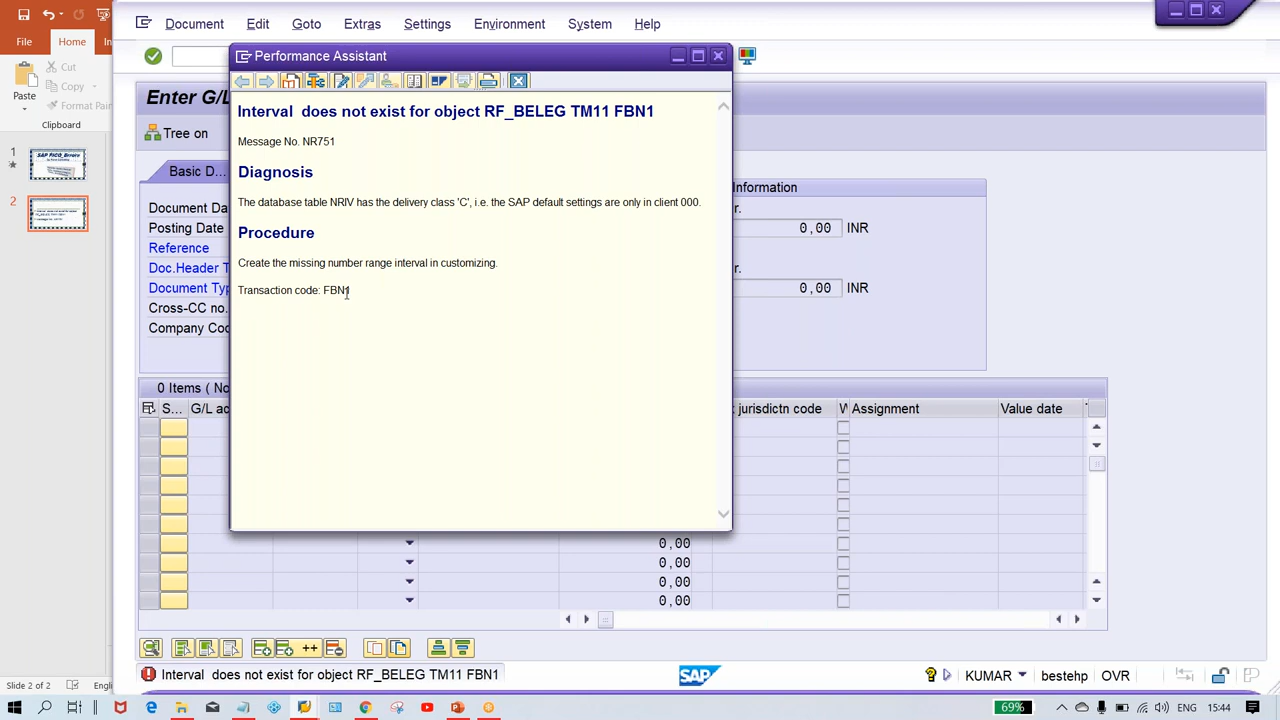 Document Edit Goto Extras Settings Environment System Help
File Home In
Performance Assistant
Cut
Copy
Format Pain
Paste
Clipboard
Enter G/L
Interval does not exist for object RF_BELEG TM11 FBN1
Tree on
Message No. NR751
Diagnosis
Basic D...
Information
The database table NRIV has the delivery class 'C', i.e. the SAP default settings are only in client 000.
Document Da
r.
Posting Date
0,00 INR
Procedure
Reference
Create the missing number range interval in customizing.
Doc.Header T
r.
Document Typ
Transaction code: FBN1
0,00 INR
Cross-CC no.
Company Cod
1
2
0 Items ( No
S... G/L ac
jurisdictn code W Assignment Value date
0,00
0,00
0,00
0,00
++
Interval does not exist for object RF_BELEG TM11 FBN1
SAP
KUMAR bestehp OVR
Slide 2 of 2 Engli
69% ENG 15:44